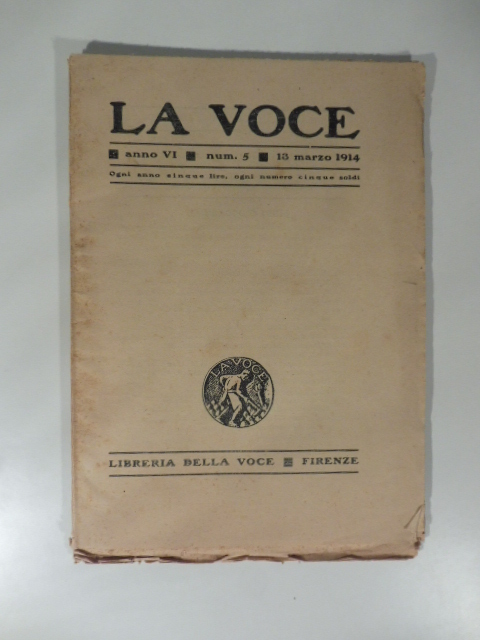 LA VOCE
anno VI num. 5 13 marzo 1914
Ogni anno cinque lire, ogni numero cinque soldi
LA VOCE
LIBRERIA DELLA VOCE FIRENZE